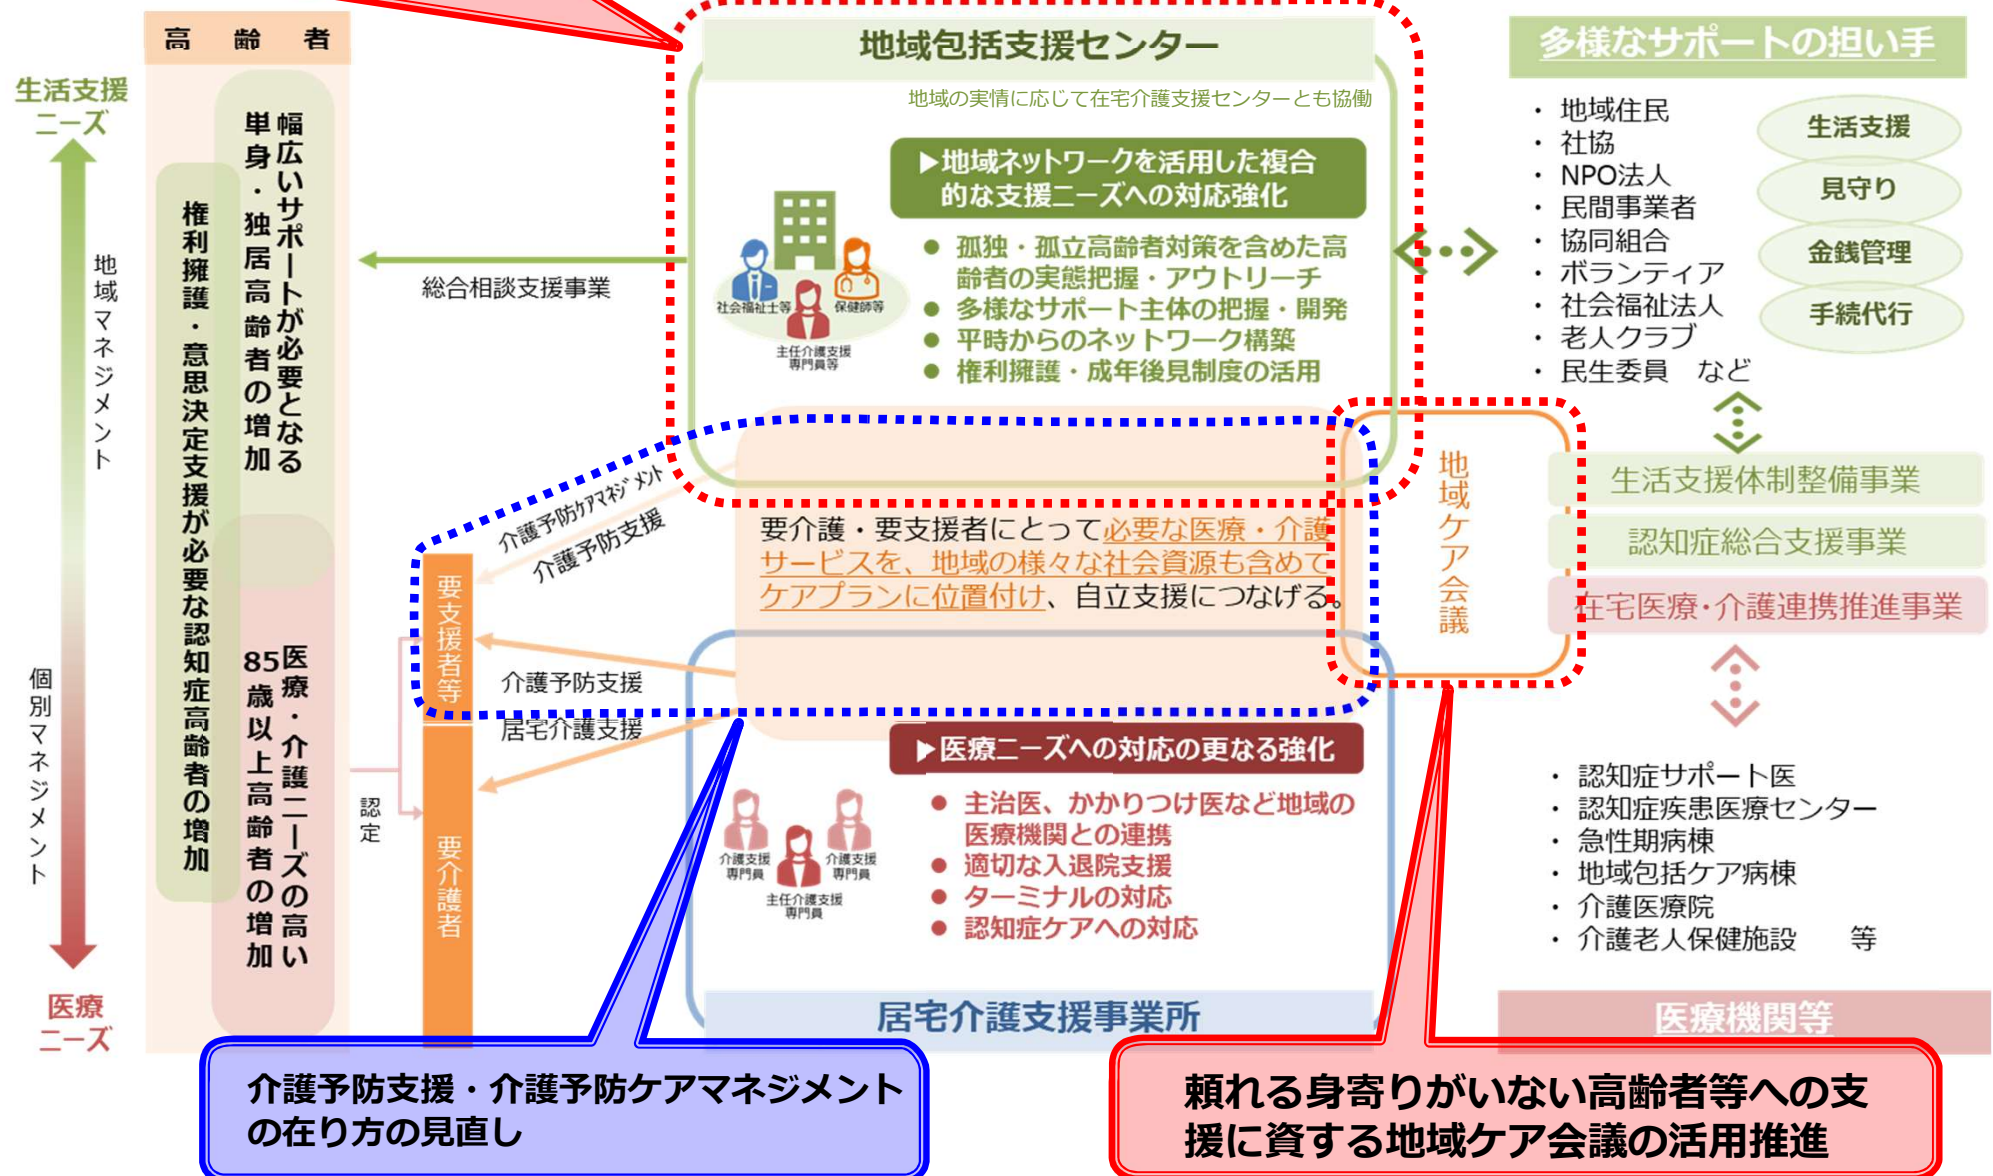 高齢者
生活支援
ニーズ
地域マネジメント
個別マネジメント
医療
ニーズ
幅広いサポートが必要となる
単身・独居高齢者の増加
権利擁護・意思決定支援が必要な認知症高齢者の増加
医療・介護ニーズの高い
85歳以上高齢者の増加
認定
要支援者等
要介護者
総合相談支援事業
介護予防ケアマネジメント
介護予防支援
介護予防支援
居宅介護支援
地域包括支援センター
地域の実情に応じて在宅介護支援センターとも協働
▶地域ネットワークを活用した複合
的な支援ニーズへの対応強化
社会福祉士等
保健師等
主任介護支援
専門員等
● 孤独・孤立高齢者対策を含めた高
齢者の実態把握・アウトリーチ
● 多様なサポート主体の把握・開発
● 平時からのネットワーク構築
● 権利擁護・成年後見制度の活用
要介護・要支援者にとって必要な医療・介護
サービスを、地域の様々な社会資源も含めて
ケアプランに位置付け、自立支援につなげる。
▶医療ニーズへの対応の更なる強化
介護支援
専門員
介護支援
専門員
主任介護支援
専門員
● 主治医、かかりつけ医など地域の
医療機関との連携
● 適切な入退院支援
● ターミナルの対応
● 認知症ケアへの対応
居宅介護支援事業所
地域ケア会議
多様なサポートの担い手
・ 地域住民
・ 社協
・ NPO法人
・ 民間事業者
・ 協同組合
・ ボランティア
・ 社会福祉法人
・ 老人クラブ
・ 民生委員　など
生活支援
見守り
金銭管理
手続代行
生活支援体制整備事業
認知症総合支援事業
在宅医療・介護連携推進事業
・ 認知症サポート医
・ 認知症疾患医療センター
・ 急性期病棟
・ 地域包括ケア病棟
・ 介護医療院
・ 介護老人保健施設　等
医療機関等
介護予防支援・介護予防ケアマネジメント
の在り方の見直し
頼れる身寄りがいない高齢者等への支
援に資する地域ケア会議の活用推進